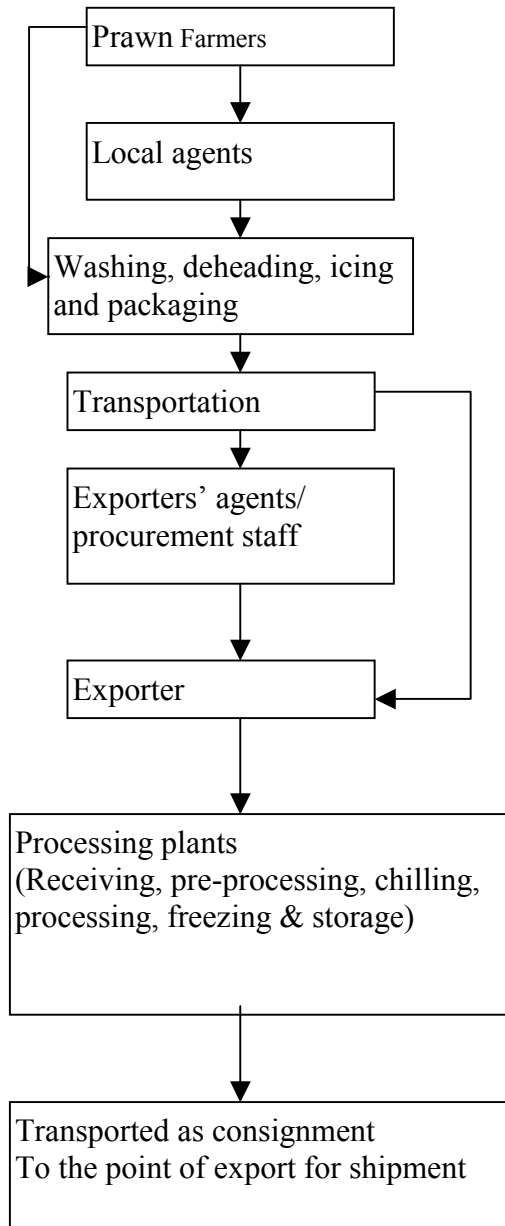 Prawn Farmers
Local agents
Washing, deheading, icing
and packaging
Transportation
Exporters’ agents/
procurement staff
Exporter
Processing plants
(Receiving, pre-processing, chilling,
processing, freezing & storage)
Transported as consignment
To the point of export for shipment